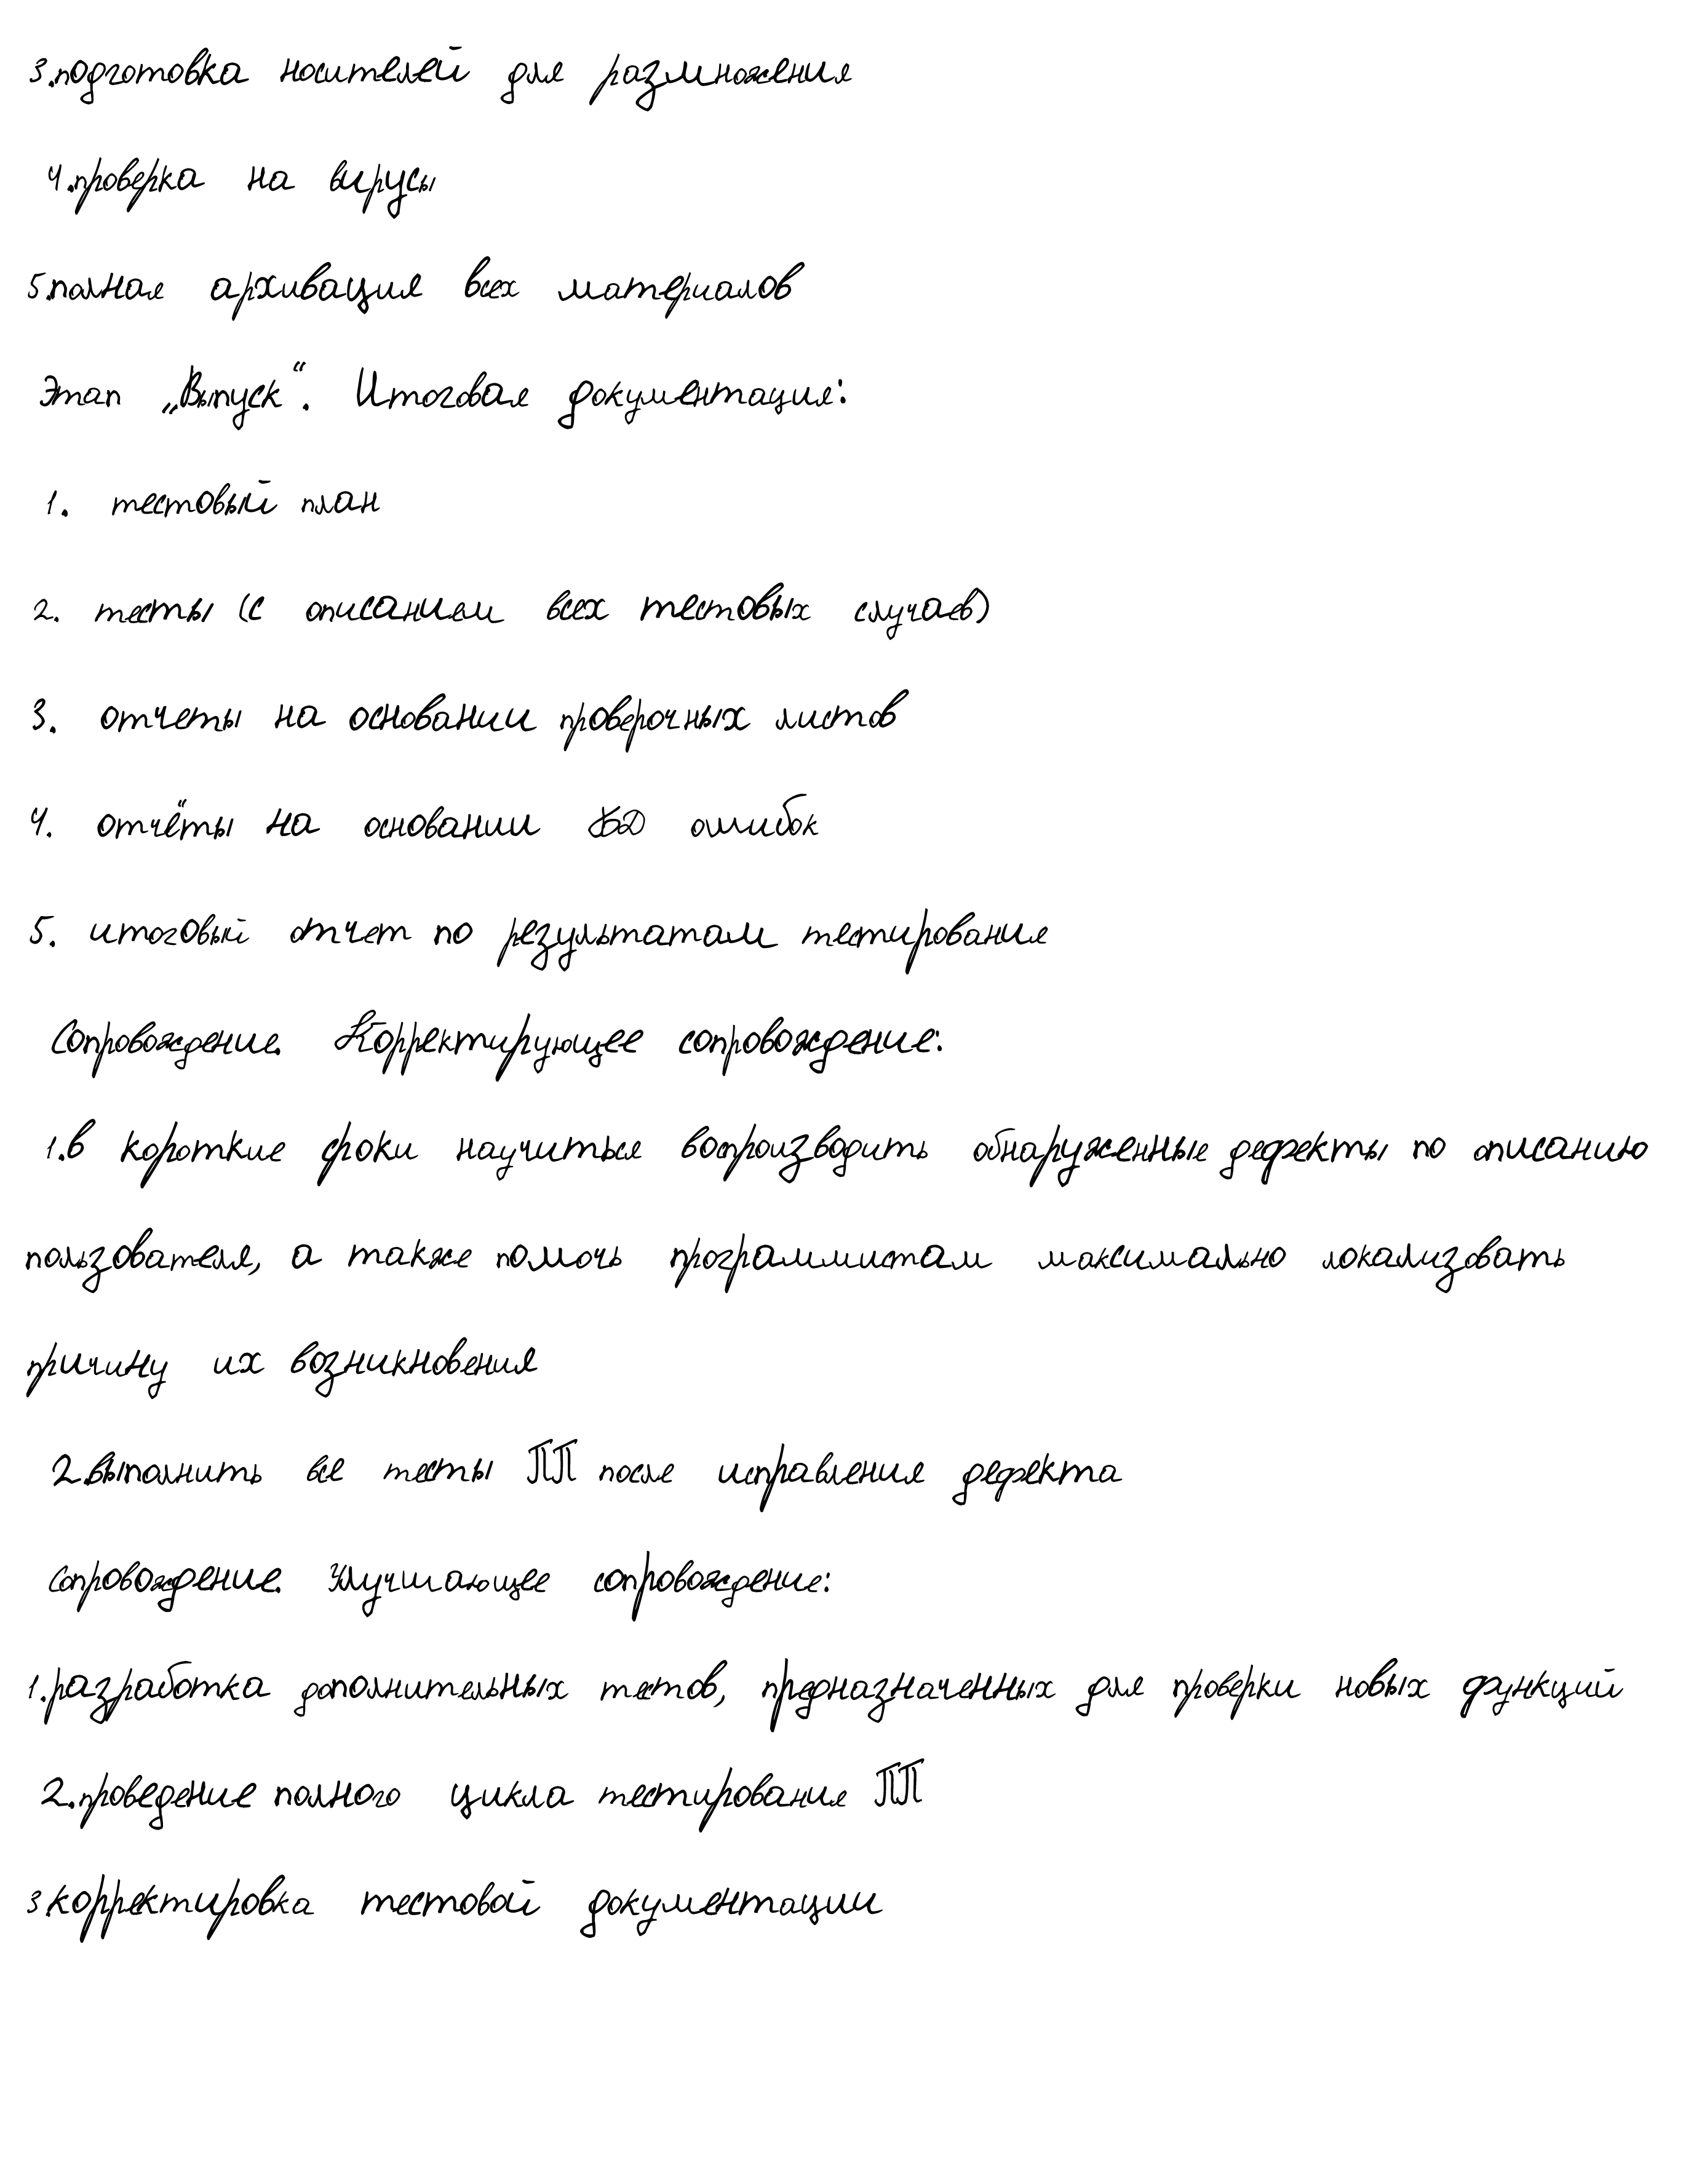 3.подготовка носителей для размножения
4.проверка на вирусы
5.полная архивация всех материалов
Этап „Выпуск“. Итоговая документация:
1. тестовый план
2. тесты (с описанием всех тестовых случаев)
3. отчеты на основании проверочных листов
4. отчёты на основании БД ошибок
5. итоговый отчет по результатам тестирования
Сопровождение. Корректирующее сопровождение:
1.в короткие сроки научиться воспроизводить обнаруженные дефекты по описанию
пользователя, а также помочь программистам максимально локализовать
причину их возникновения
2.выполнить все тесты ПП после исправления дефекта
Сопровождение. Улучшающее сопровождение:
1.разработка дополнительных тестов, предназначенных для проверки новых функций
2.проведение полного цикла тестирования ПП
3.корректировка тестовой документации